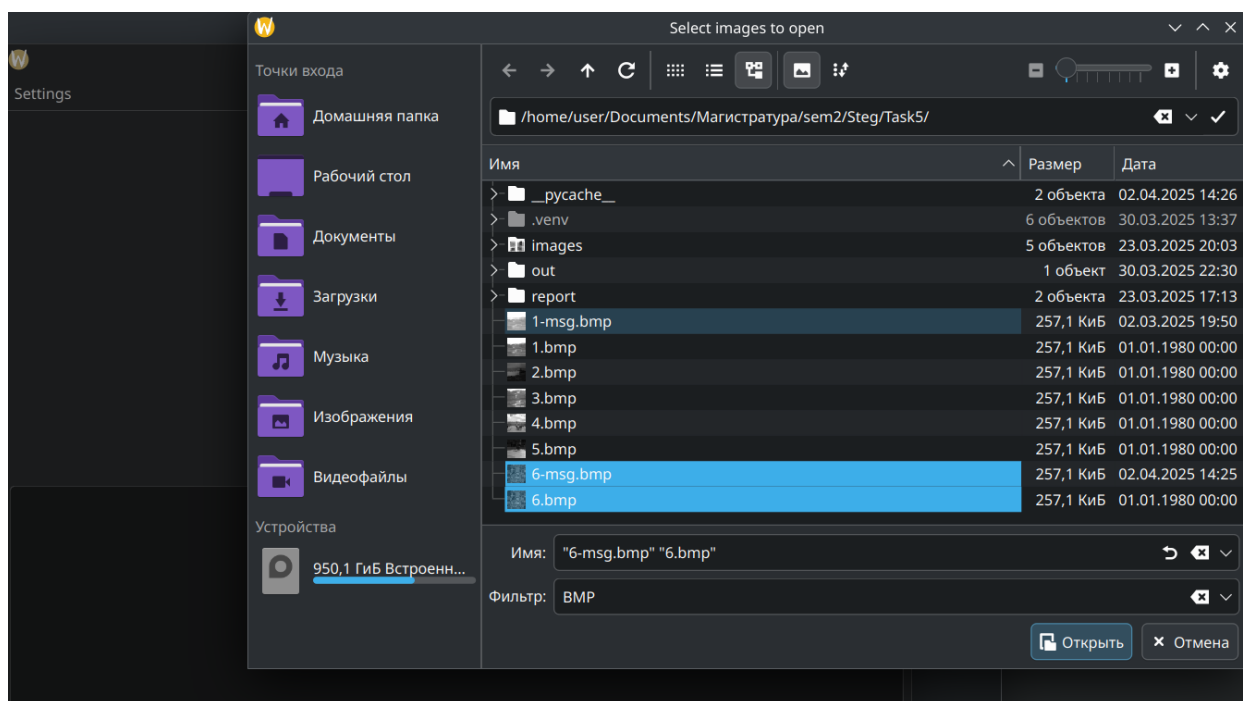 Select images to open
Settings
Точки входа
Домашняя папка
Рабочий стол
Документы
Загрузки
Музыка
Изображения
Видеофайлы
Устройства
950,1 ГиБ Встроенн...
/home/user/Documents/Магистратура/sem2/Steg/Task5/
Имя Размер Дата
__pycache__ 2 объекта 02.04.2025 14:26
.venv 6 объектов 30.03.2025 13:37
images 5 объектов 23.03.2025 20:03
out 1 объект 30.03.2025 22:30
report 2 объекта 23.03.2025 17:13
1-msg.bmp 257,1 КиБ 02.03.2025 19:50
1.bmp 257,1 КиБ 01.01.1980 00:00
2.bmp 257,1 КиБ 01.01.1980 00:00
3.bmp 257,1 КиБ 01.01.1980 00:00
4.bmp 257,1 КиБ 01.01.1980 00:00
5.bmp 257,1 КиБ 01.01.1980 00:00
6-msg.bmp 257,1 КиБ 02.04.2025 14:25
6.bmp 257,1 КиБ 01.01.1980 00:00
Имя: "6-msg.bmp" "6.bmp"
Фильтр: BMP
Открыть Отмена